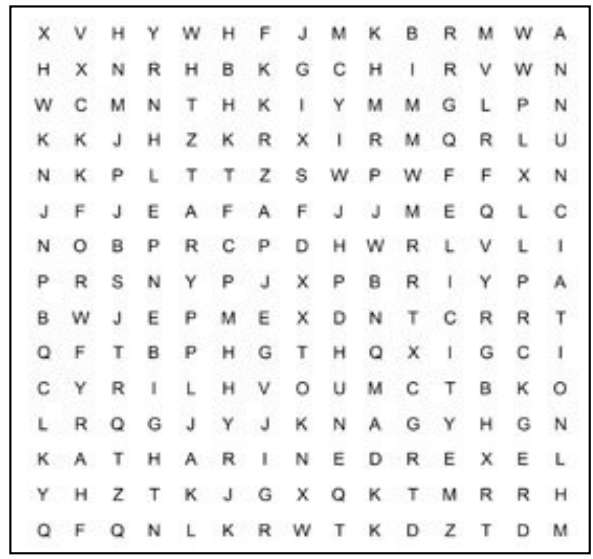 X V H Y W H F J M K B R M W A
H X N R H B K G C H I R V W N
W C M N T H K I Y M M G L P N
K K J H Z K R X I R M Q R L U
N K P L T T Z S W P W F F X N
J F J E A F A F J J M E Q L C
N O B P R C P D H W R L V L I
P R S N Y P J X P B R I Y P A
B W J E P M E X D N T C R R T
Q F T B P H G T H Q X I G C I
C Y R I L H V O U M C T B K O
L R Q G J Y J K N A G Y H G N
K A T H A R I N E D R E X E L
Y H Z T K J G X Q K T M R R H
Q F Q N L K R W T K D Z T D M